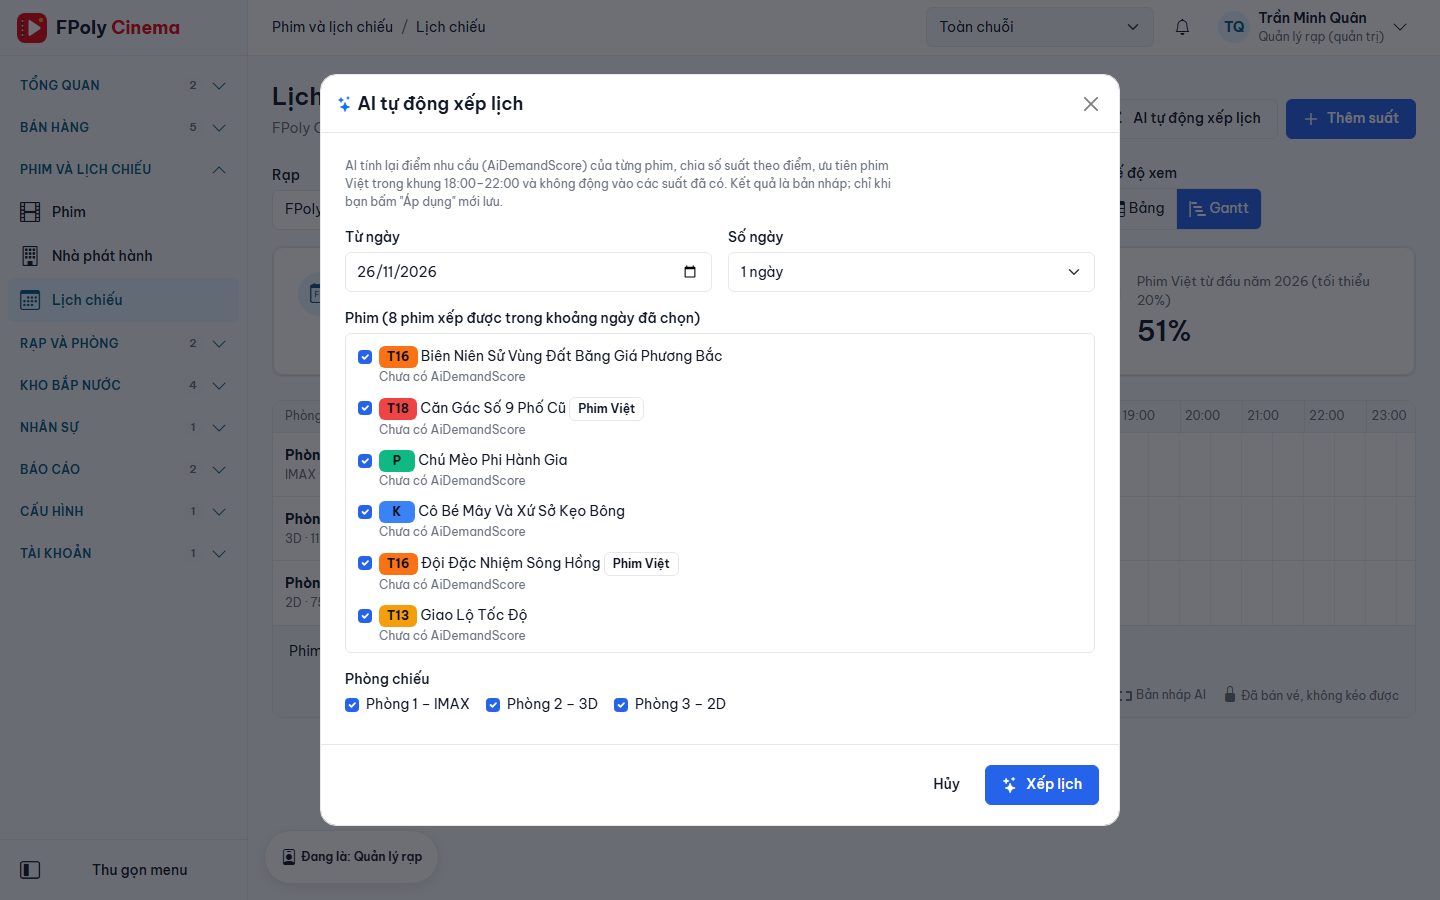 FPoly Cinema
Phim và lịch chiếu / Lịch chiếu
Toàn chuỗi
TQ
Trần Minh Quân
Quản lý rạp (quản trị)
TỔNG QUAN 2
BÁN HÀNG 5
PHIM VÀ LỊCH CHIẾU
Phim
Nhà phát hành
Lịch chiếu
RẠP VÀ PHÒNG 2
KHO BẮP NƯỚC 4
NHÂN SỰ 1
BÁO CÁO 2
CẤU HÌNH 1
TÀI KHOẢN 1
Thu gọn menu
Lịch
FPoly
AI tự động xếp lịch
Thêm suất
Rạp
FPoly
độ xem
Bảng
Gantt
Phim Việt từ đầu năm 2026 (tối thiểu
20%)
51%
Phòng
19:00 20:00 21:00 22:00 23:00
IMAX
3D · 11
2D · 75
Phim
Bản nháp AI
Đã bán vé, không kéo được
Đang là: Quản lý rạp
AI tự động xếp lịch
AI tính lại điểm nhu cầu (AiDemandScore) của từng phim, chia số suất theo điểm, ưu tiên phim
Việt trong khung 18:00–22:00 và không động vào các suất đã có. Kết quả là bản nháp; chỉ khi
bạn bấm "Áp dụng" mới lưu.
Từ ngày
26/11/2026
Số ngày
1 ngày
Phim (8 phim xếp được trong khoảng ngày đã chọn)
T16 Biên Niên Sử Vùng Đất Băng Giá Phương Bắc
Chưa có AiDemandScore
T18 Căn Gác Số 9 Phố Cũ Phim Việt
Chưa có AiDemandScore
P Chú Mèo Phi Hành Gia
Chưa có AiDemandScore
K Cô Bé Mây Và Xứ Sở Kẹo Bông
Chưa có AiDemandScore
T16 Đội Đặc Nhiệm Sông Hồng Phim Việt
Chưa có AiDemandScore
T13 Giao Lộ Tốc Độ
Chưa có AiDemandScore
Phòng chiếu
Phòng 1 – IMAX Phòng 2 – 3D Phòng 3 – 2D
Hủy
Xếp lịch